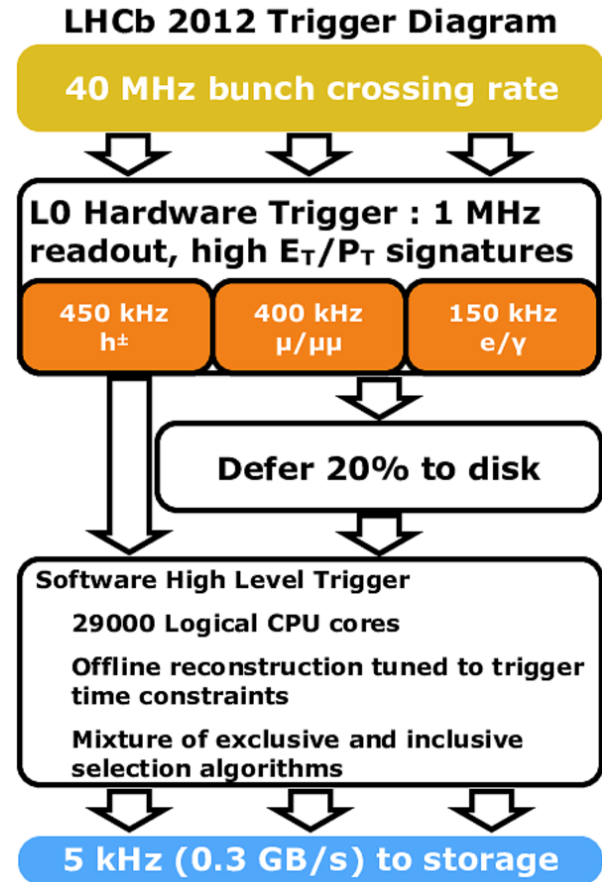 LHCb 2012 Trigger Diagram
40 MHz bunch crossing rate
L0 Hardware Trigger : 1 MHz
readout, high E_T/P_T signatures
450 kHz
h±
400 kHz
µ/µµ
150 kHz
e/γ
Defer 20% to disk
Software High Level Trigger
29000 Logical CPU cores
Offline reconstruction tuned to trigger
time constraints
Mixture of exclusive and inclusive
selection algorithms
5 kHz (0.3 GB/s) to storage